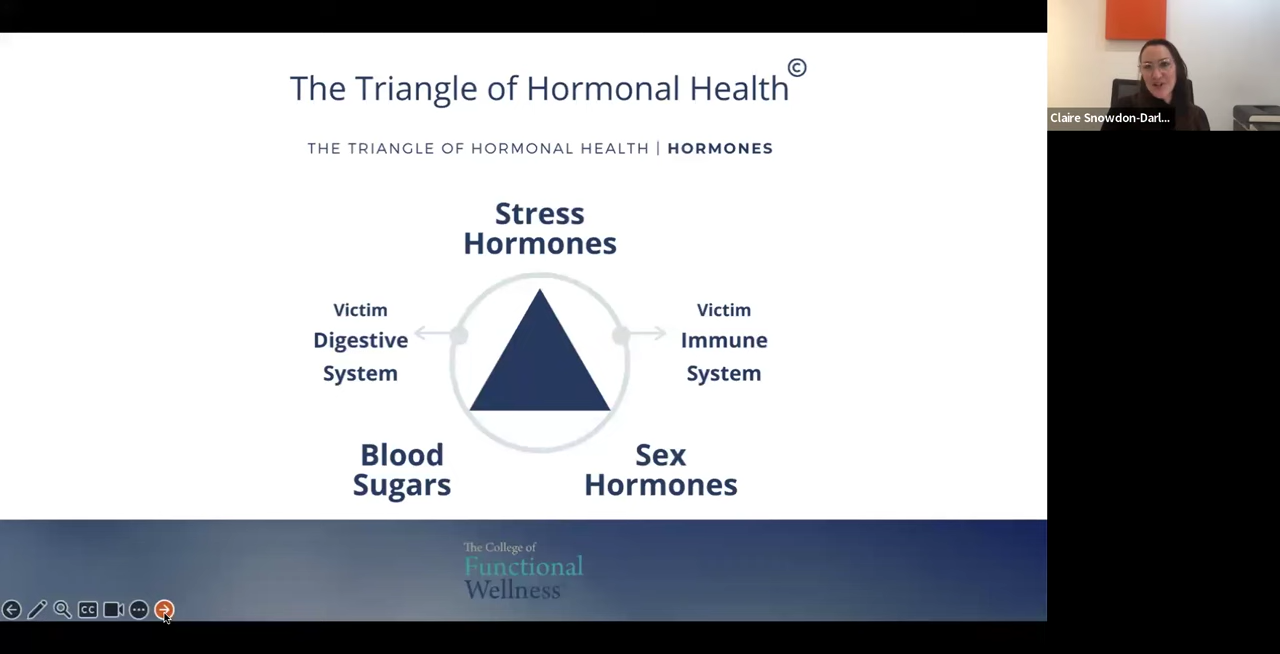 The Triangle of Hormonal Health©
THE TRIANGLE OF HORMONAL HEALTH | HORMONES
Stress
Hormones
Victim
Digestive
System
Victim
Immune
System
Blood
Sugars
Sex
Hormones
The College of
Functional
Wellness
CC
Claire Snowdon-Darl...